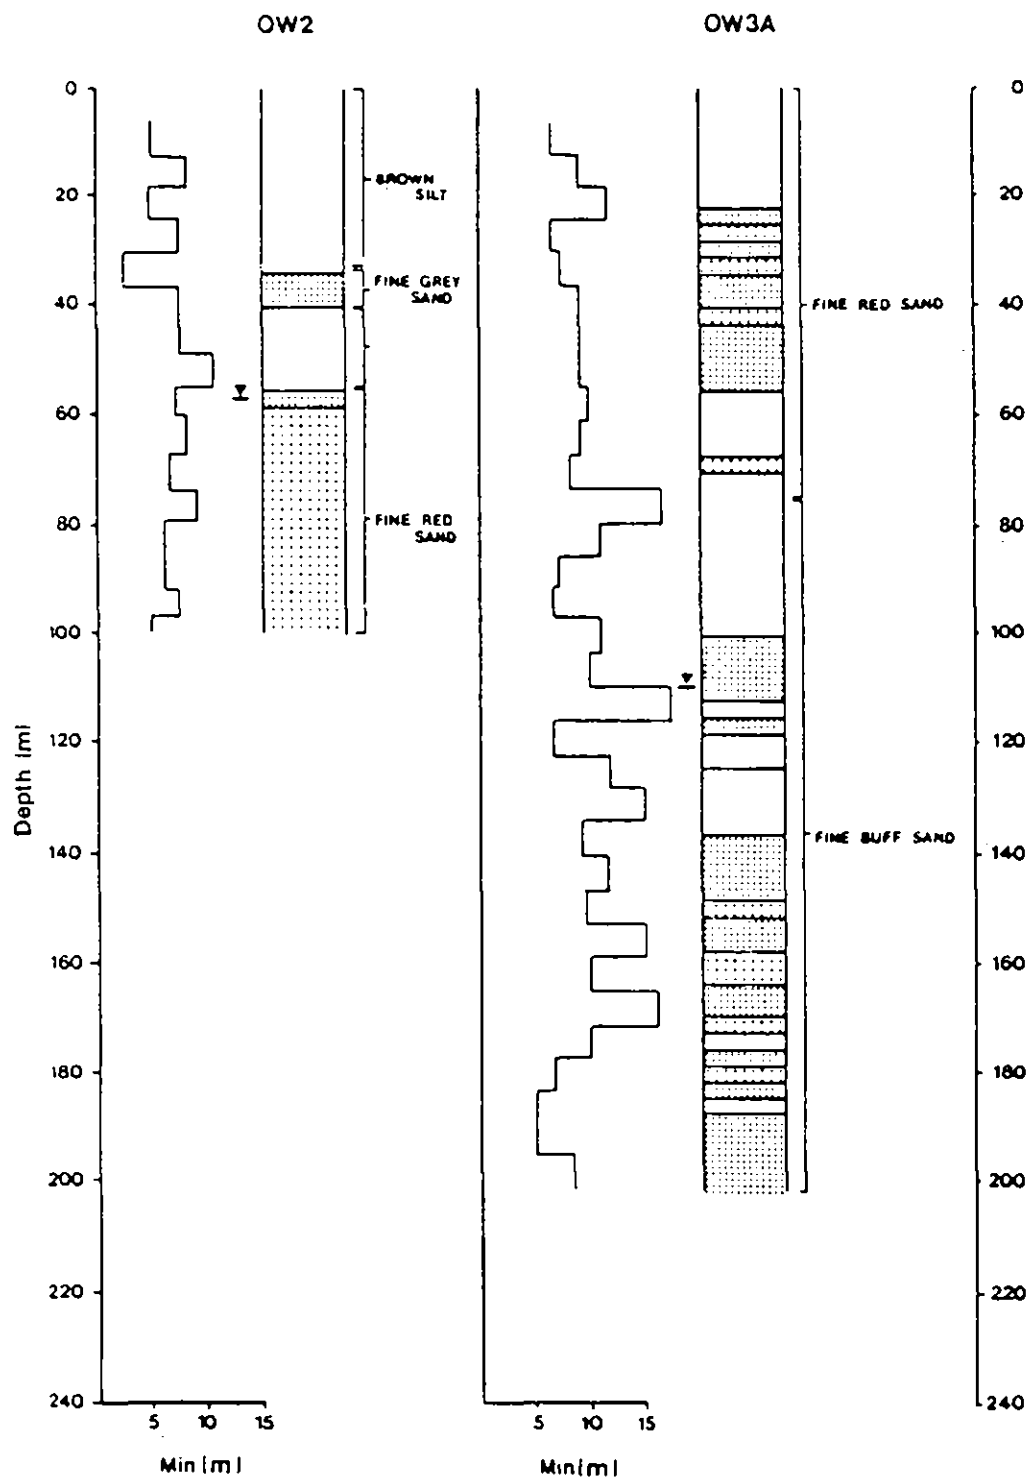 OW2
OW3A
0
20
40
60
80
100
120
140
160
180
200
220
240
Depth [m]
BROWN
SILT
FINE GREY
SAND
FINE RED
SAND
5 10 15
Min[m]
FINE RED SAND
FINE BUFF SAND
5 10 15
Min[m]
0
20
40
60
80
100
120
140
160
180
200
220
240